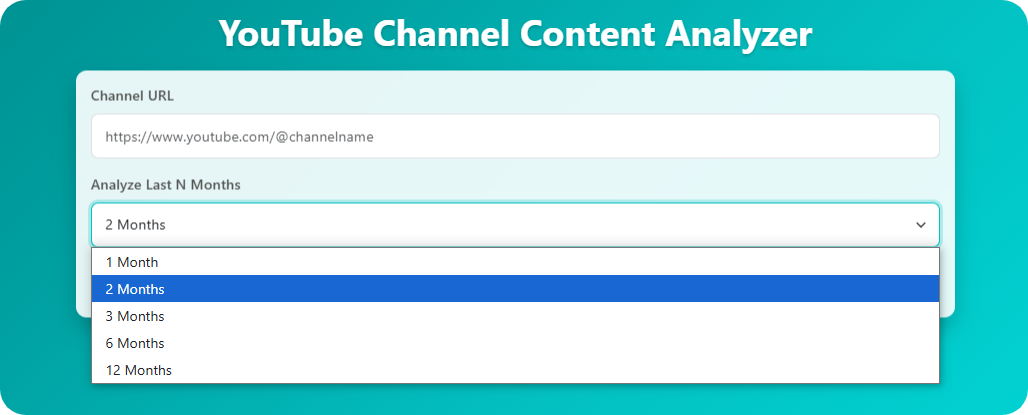 YouTube Channel Content Analyzer
Channel URL
https://www.youtube.com/@channelname
Analyze Last N Months
2 Months
1 Month
2 Months
3 Months
6 Months
12 Months